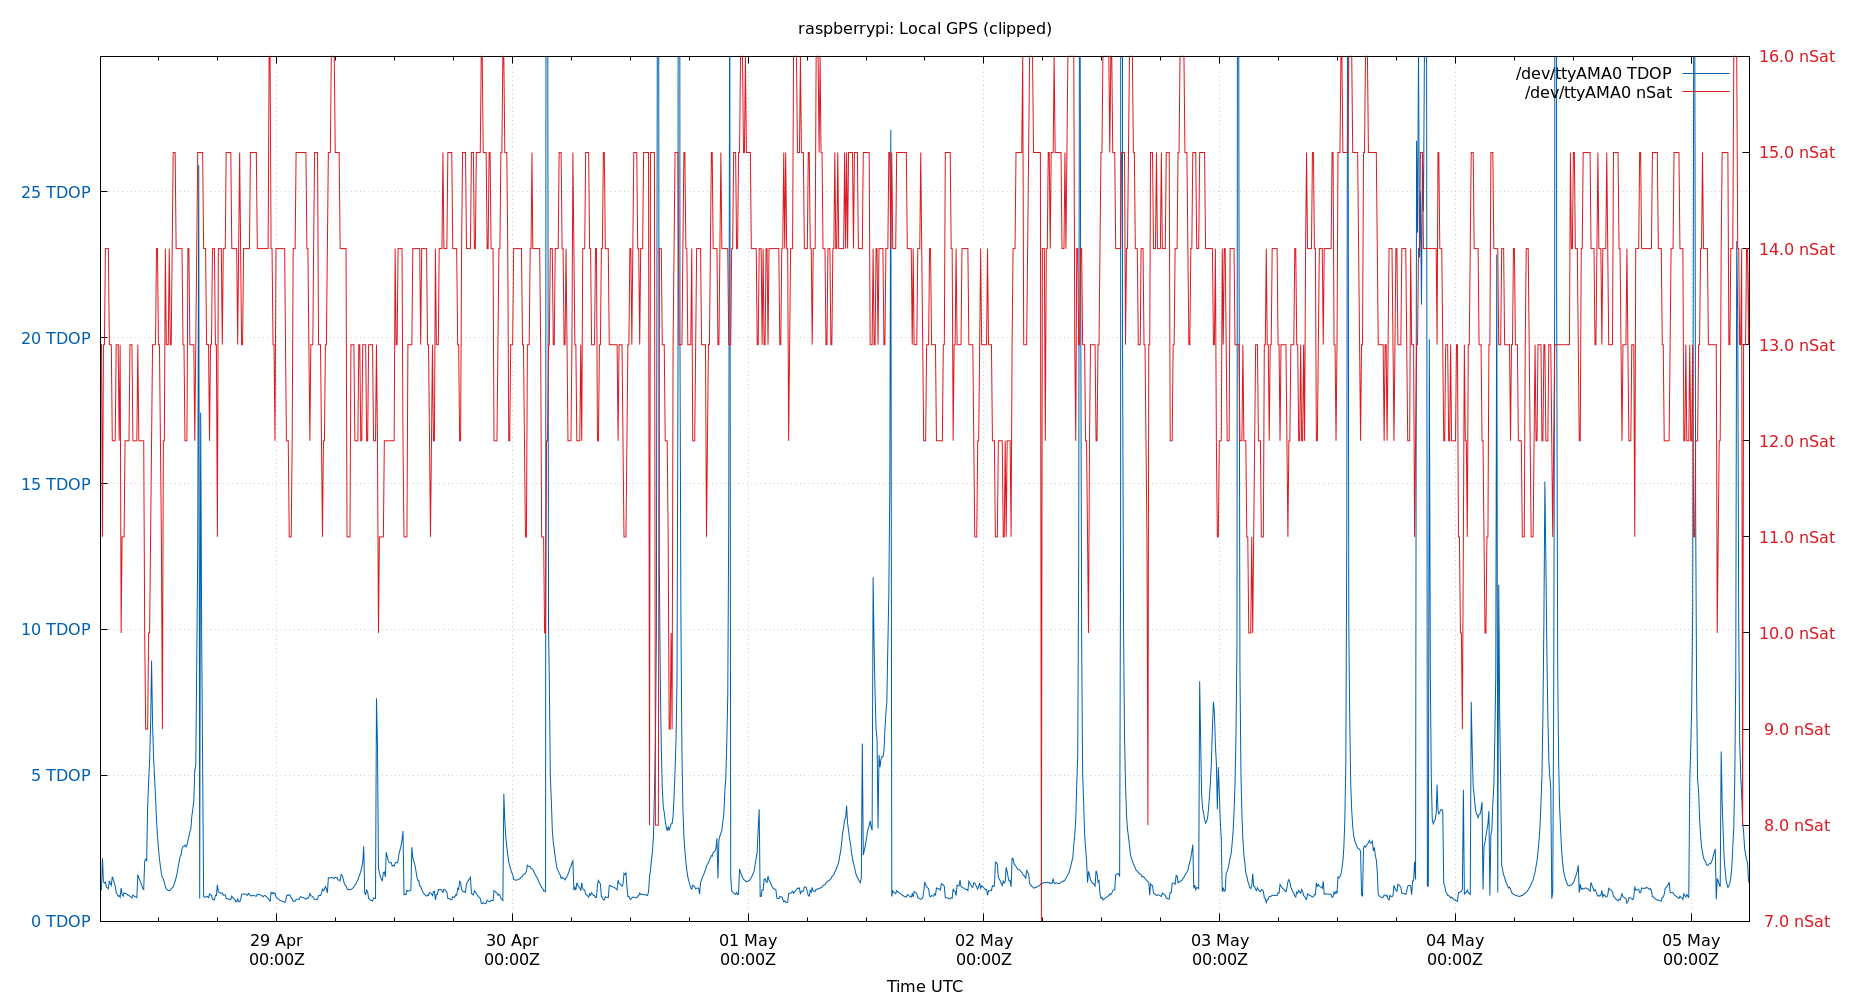 raspberrypi: Local GPS (clipped)
16.0 nSat
/dev/ttyAMA0 TDOP
/dev/ttyAMA0 nSat
15.0 nSat
25 TDOP
14.0 nSat
20 TDOP
13.0 nSat
12.0 nSat
15 TDOP
11.0 nSat
10 TDOP
10.0 nSat
9.0 nSat
5 TDOP
8.0 nSat
0 TDOP
7.0 nSat
29 Apr 30 Apr 01 May 02 May 03 May 04 May 05 May
00:00Z 00:00Z 00:00Z 00:00Z 00:00Z 00:00Z 00:00Z
Time UTC